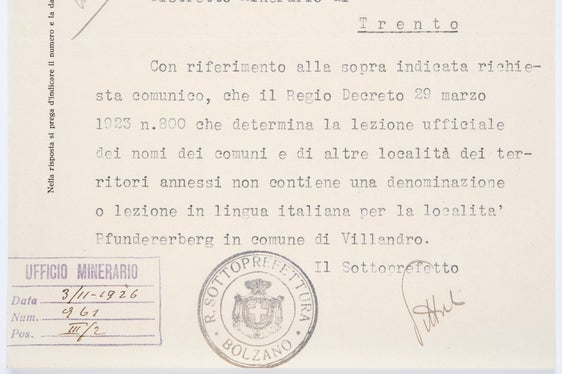 Distretto Minerario di
Trento
Con riferimento alla sopra indicata richie-
sta comunico, che il Regio Decreto 29 marzo
1923 n.800 che determina la lezione ufficiale
dei nomi dei comuni e di altre località dei ter-
ritori annessi non contiene una denominazione
o lezione in lingua italiana per la localita'
Pfundererberg in comune di Villandro.
Il Sottoprefetto
Nella risposta si prega d'indicare il numero e la da
UFFICIO MINERARIO
Data 3/11-1926
Num. 961
Pos. III/2
R. SOTTOPREFETTURA
BOLZANO